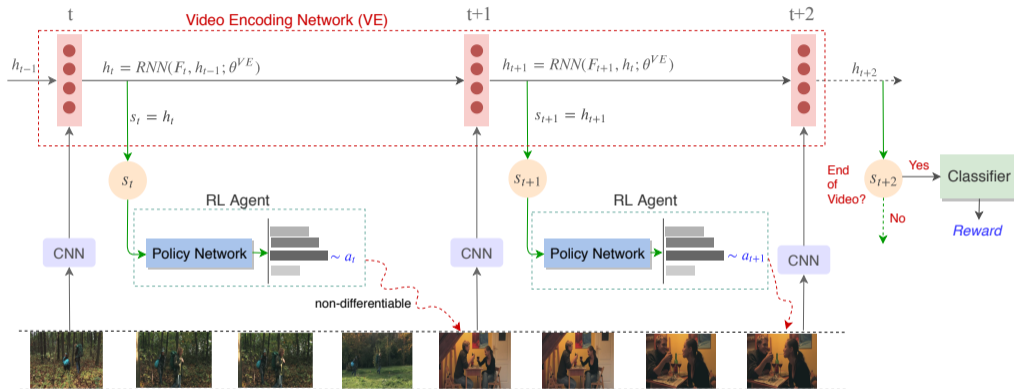 t
t+1
t+2
Video Encoding Network (VE)
h_{t−1}
h_t = RNN(F_t, h_{t−1}; θ^{VE})
h_{t+1} = RNN(F_{t+1}, h_t; θ^{VE})
h_{t+2}
s_t = h_t
s_{t+1} = h_{t+1}
s_t
s_{t+1}
End
of
Video?
s_{t+2}
Yes
Classifier
No
Reward
RL Agent
RL Agent
CNN
Policy Network
~ a_t
CNN
Policy Network
~ a_{t+1}
CNN
non-differentiable